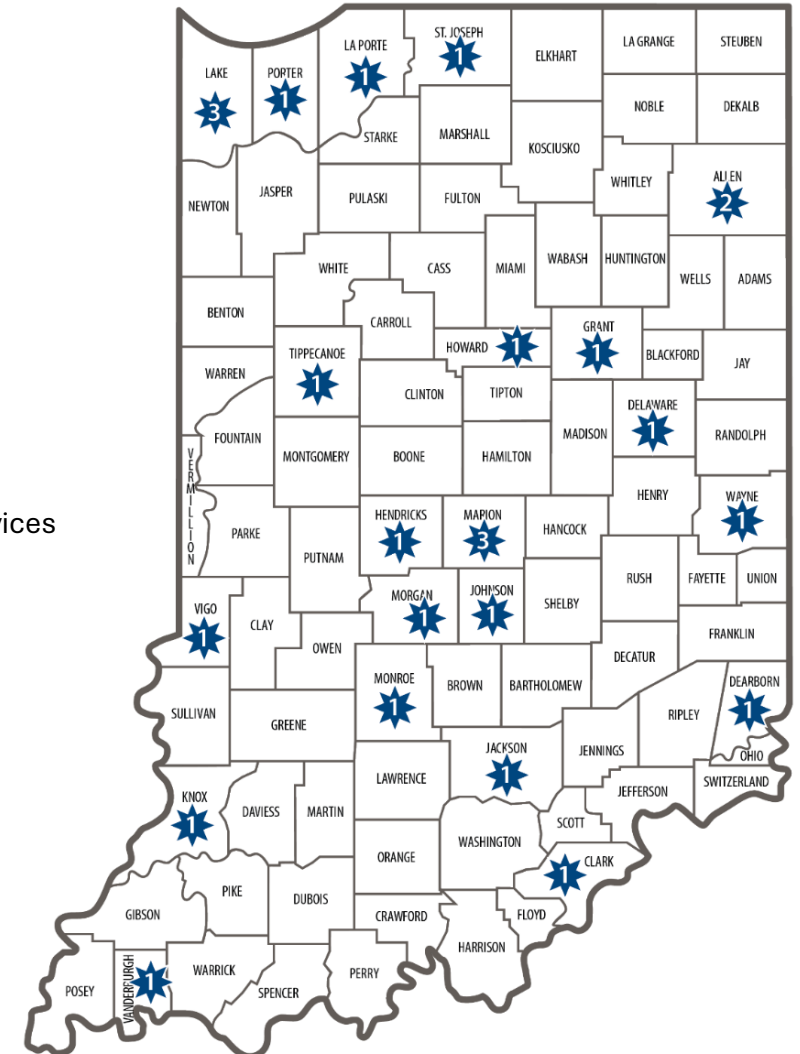 ST. JOSEPH
LA PORTE
LAKE
PORTER
ELKHART
LA GRANGE
STEUBEN
1
1
1
3
NOBLE
DEKALB
STARKE
MARSHALL
KOSCIUSKO
WHITLEY
ALLEN
2
NEWTON
JASPER
PULASKI
FULTON
WHITE
CASS
MIAMI
WABASH
HUNTINGTON
WELLS
ADAMS
BENTON
CARROLL
HOWARD
1
GRANT
1
BLACKFORD
JAY
WARREN
TIPPECANOE
1
CLINTON
TIPTON
DELAWARE
1
FOUNTAIN
MONTGOMERY
BOONE
HAMILTON
MADISON
RANDOLPH
VERMILLION
HENRY
WAYNE
1
vices
PARKE
PUTNAM
HENDRICKS
1
MARION
3
HANCOCK
RUSH
FAYETTE
UNION
VIGO
1
CLAY
OWEN
MORGAN
1
JOHNSON
1
SHELBY
FRANKLIN
DECATUR
SULLIVAN
GREENE
MONROE
1
BROWN
BARTHOLOMEW
RIPLEY
DEARBORN
1
OHIO
JENNINGS
JACKSON
1
LAWRENCE
SWITZERLAND
JEFFERSON
KNOX
1
DAVIESS
MARTIN
SCOTT
WASHINGTON
ORANGE
CLARK
1
PIKE
DUBOIS
GIBSON
CRAWFORD
FLOYD
HARRISON
POSEY
VANDERBURGH
1
WARRICK
SPENCER
PERRY